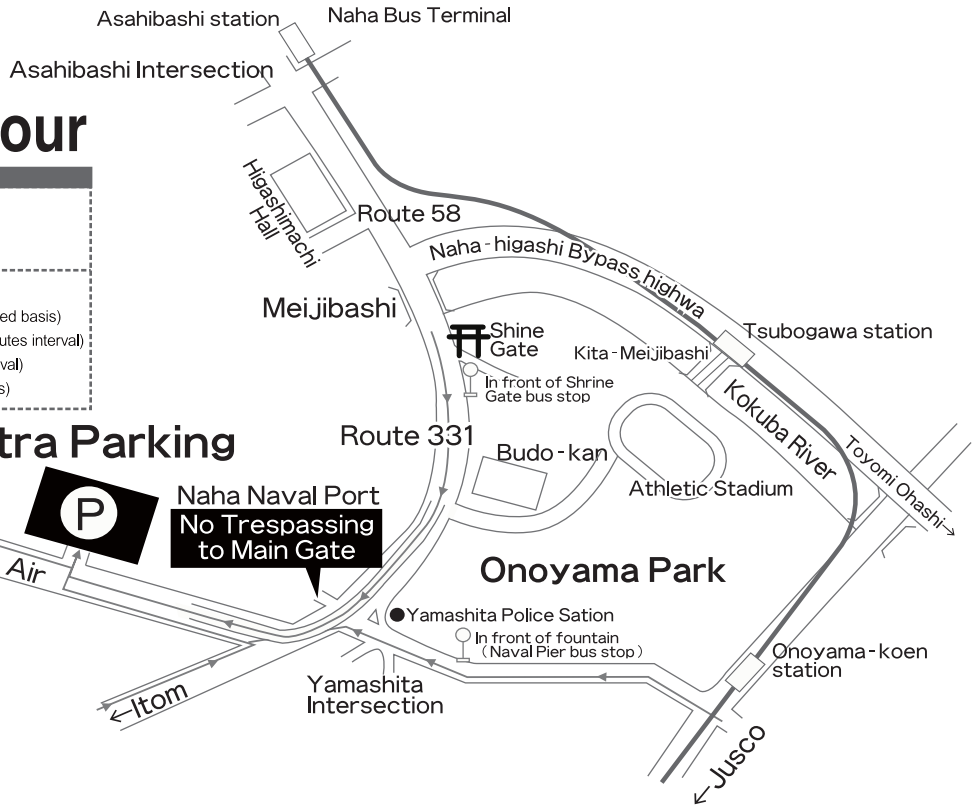 Asahibashi station
Naha Bus Terminal
Asahibashi Intersection
our
Higashimachi
Hall
Route 58
Naha-higashi Bypass highwa
Meijibashi
ed basis)
utes interval)
val)
s)
Shine
Gate
Kita-Meijibashi
Tsubogawa station
In front of Shrine
Gate bus stop
Kokuba River
tra Parking
Route 331
Budo-kan
Toyomi Ohashi→
Athletic Stadium
P
Naha Naval Port
No Trespassing
to Main Gate
Air
Onoyama Park
Yamashita Police Sation
In front of fountain
(Naval Pier bus stop)
Onoyama-koen
station
←Itom
Yamashita
Intersection
←Jusco